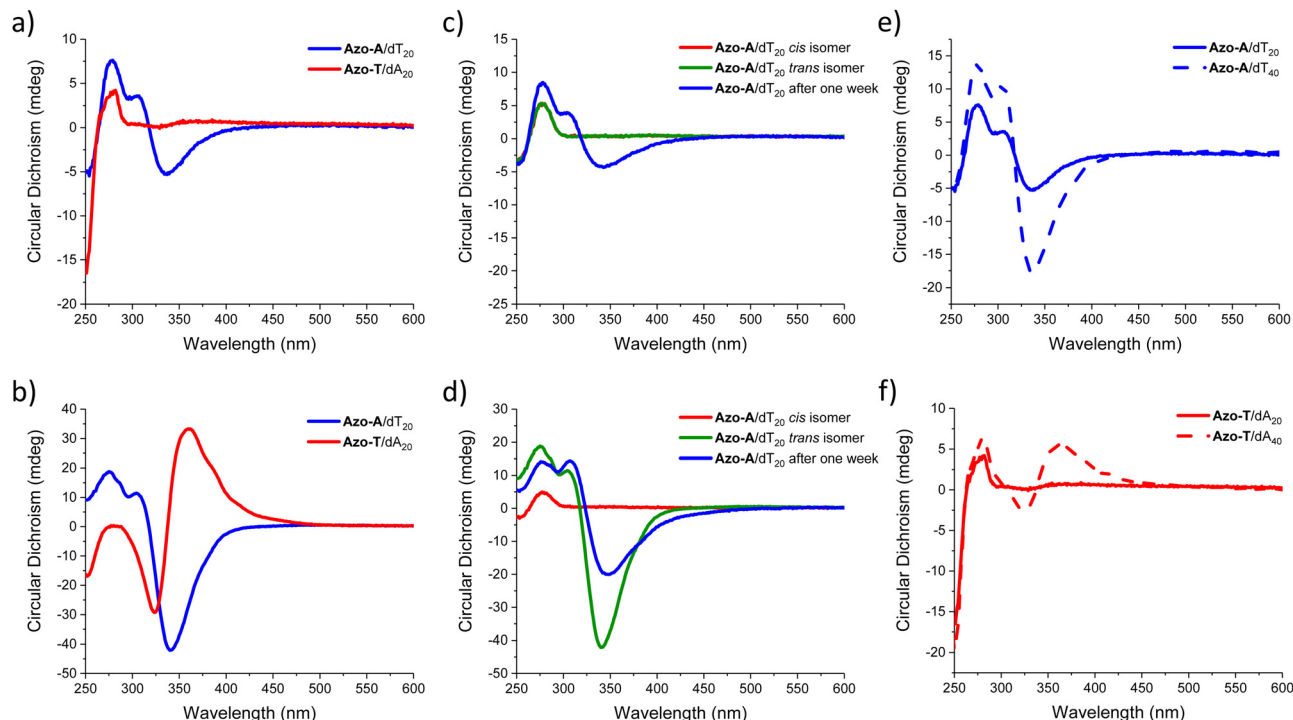 a)
Circular Dichroism (mdeg)
10
5
0
-5
-10
-15
-20
Azo-A/dT₂₀
Azo-T/dA₂₀
250 300 350 400 450 500 550 600
Wavelength (nm)
c)
Circular Dichroism (mdeg)
15
10
5
0
-5
-10
-15
-20
-25
Azo-A/dT₂₀ cis isomer
Azo-A/dT₂₀ trans isomer
Azo-A/dT₂₀ after one week
250 300 350 400 450 500 550 600
Wavelength (nm)
e)
Circular Dichroism (mdeg)
15
10
5
0
-5
-10
-15
-20
Azo-A/dT₂₀
Azo-A/dT₄₀
250 300 350 400 450 500 550 600
Wavelength (nm)
b)
Circular Dichroism (mdeg)
40
30
20
10
0
-10
-20
-30
-40
-50
Azo-A/dT₂₀
Azo-T/dA₂₀
250 300 350 400 450 500 550 600
Wavelength (nm)
d)
Circular Dichroism (mdeg)
30
20
10
0
-10
-20
-30
-40
-50
Azo-A/dT₂₀ cis isomer
Azo-A/dT₂₀ trans isomer
Azo-A/dT₂₀ after one week
250 300 350 400 450 500 550 600
Wavelength (nm)
f)
Circular Dichroism (mdeg)
10
5
0
-5
-10
-15
-20
Azo-T/dA₂₀
Azo-T/dA₄₀
250 300 350 400 450 500 550 600
Wavelength (nm)